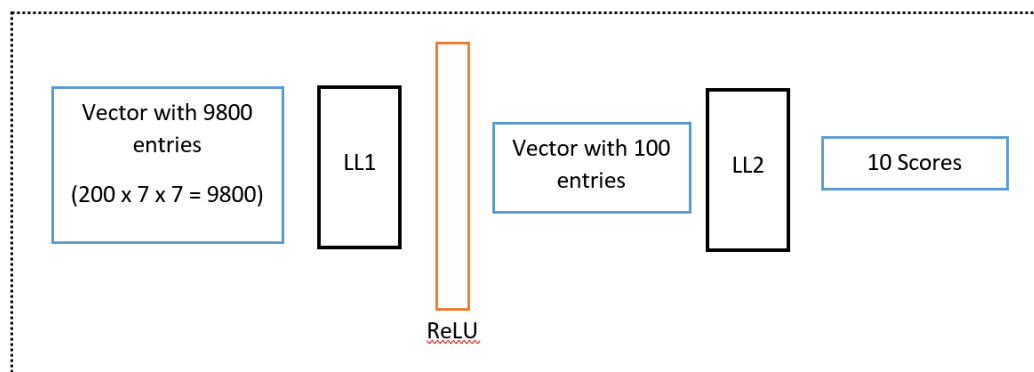 Vector with 9800
entries
(200 x 7 x 7 = 9800)
LL1
ReLU
Vector with 100
entries
LL2
10 Scores